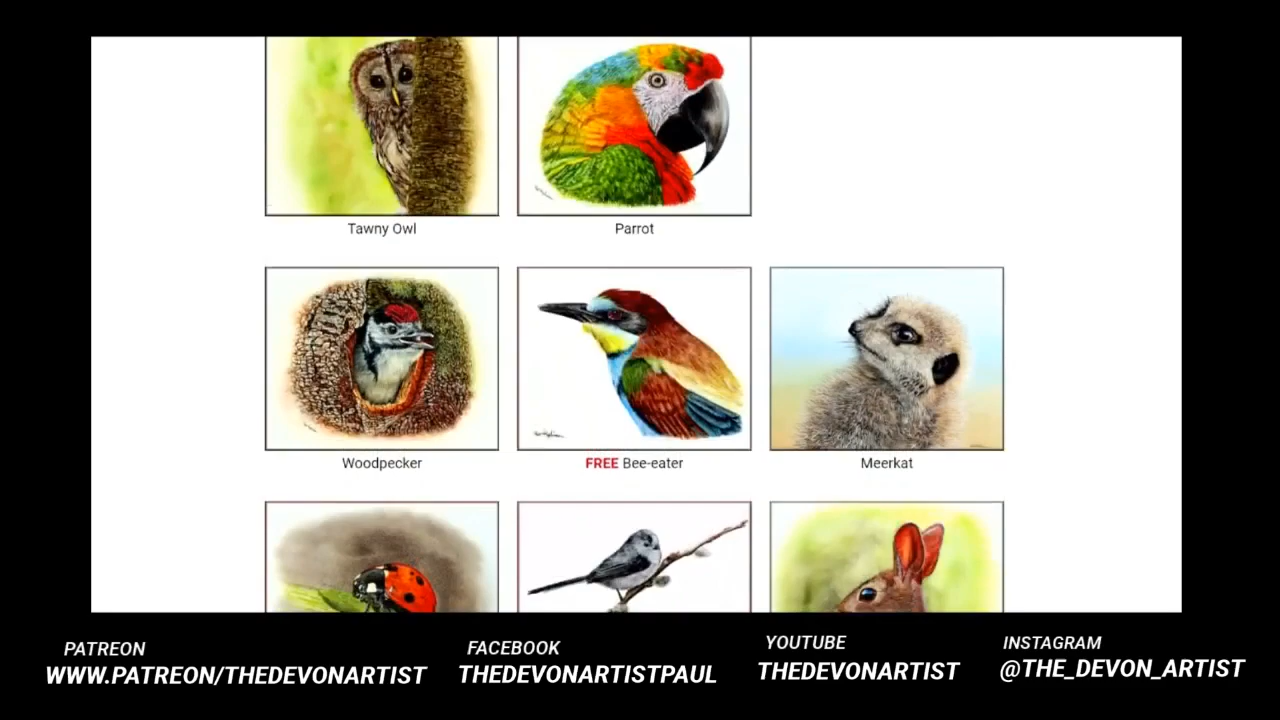 Tawny Owl
Parrot
Woodpecker
FREE Bee-eater
Meerkat
PATREON
WWW.PATREON/THEDEVONARTIST
FACEBOOK
THEDEVONARTISTPAUL
YOUTUBE
THEDEVONARTIST
INSTAGRAM
@THE_DEVON_ARTIST